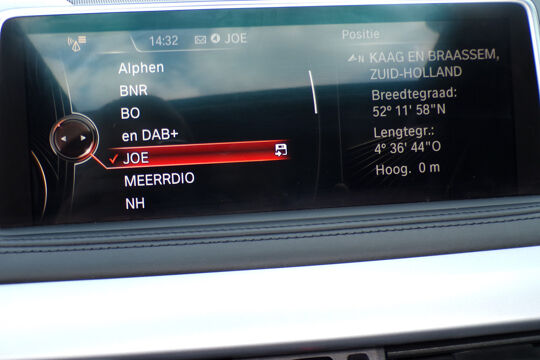 14:32 JOE
Alphen
BNR
BO
en DAB+
JOE
MEERRDIO
NH
Positie
N KAAG EN BRAASSEM,
ZUID-HOLLAND
Breedtegraad:
52° 11' 58"N
Lengtegr.:
4° 36' 44"O
Hoog. 0 m